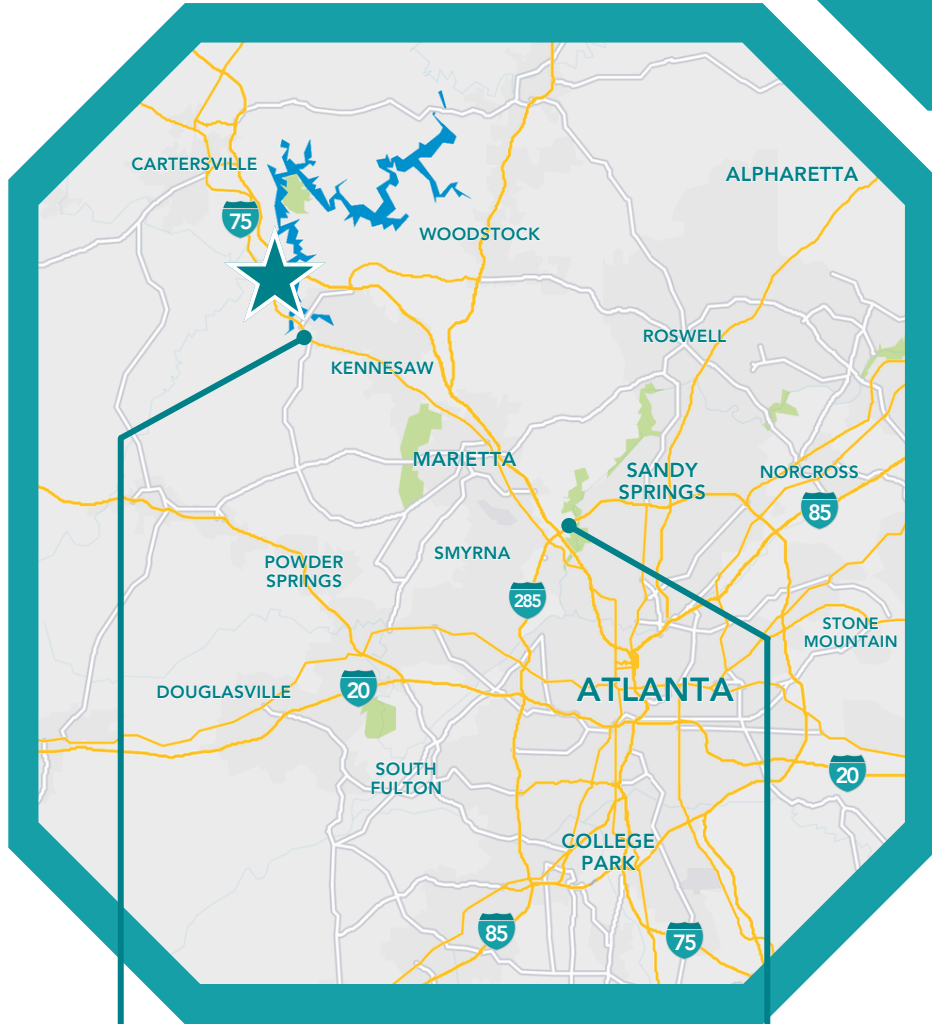 CARTERSVILLE
ALPHARETTA
75
WOODSTOCK
ROSWELL
KENNESAW
MARIETTA
SANDY
SPRINGS
NORCROSS
85
SMYRNA
POWDER
SPRINGS
285
STONE
MOUNTAIN
DOUGLASVILLE
20
ATLANTA
SOUTH
FULTON
20
COLLEGE
PARK
85
75